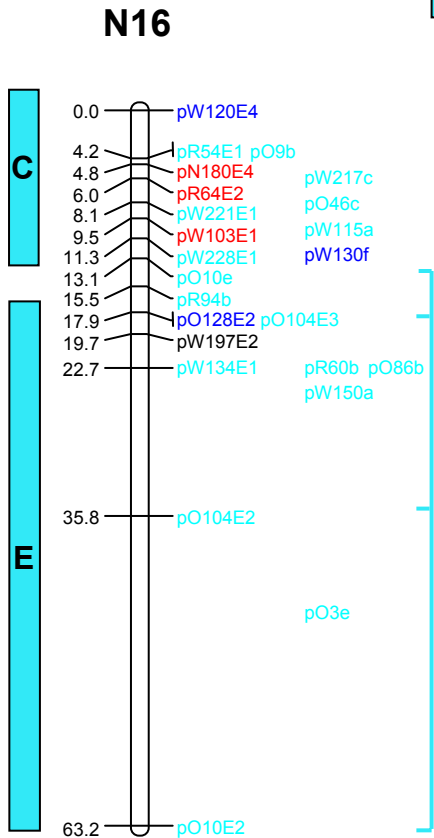 N16
C
0.0 pW120E4
4.2 pR54E1 pO9b
4.8 pN180E4 pW217c
6.0 pR64E2
8.1 pW221E1 pO46c
9.5 pW103E1 pW115a
11.3 pW228E1 pW130f
13.1 pO10e
15.5 pR94b
17.9 pO128E2 pO104E3
19.7 pW197E2
22.7 pW134E1 pR60b pO86b
pW150a
35.8 pO104E2
E
pO3e
63.2 pO10E2